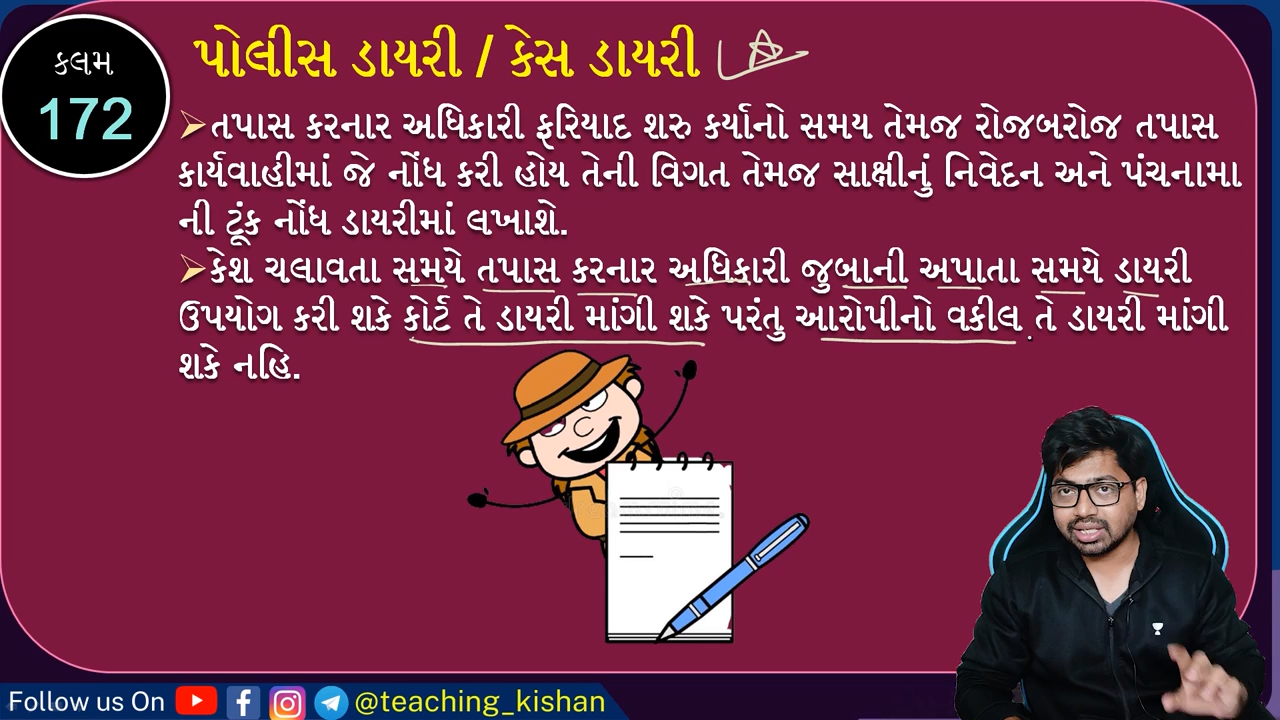 કલમ
172
પોલીસ ડાયરી / કેસ ડાયરી
➢તપાસ કરનાર અધિકારી ફરિયાદ શરુ કર્યાનો સમય તેમજ રોજબરોજ તપાસ
કાર્યવાહીમાં જે નોંધ કરી હોય તેની વિગત તેમજ સાક્ષીનું નિવેદન અને પંચનામા
ની ટૂંક નોંધ ડાયરીમાં લખાશે.
➢કેશ ચલાવતા સમયે તપાસ કરનાર અધિકારી જુબાની અપાતા સમયે ડાયરી
ઉપયોગ કરી શકે કોર્ટ તે ડાયરી માંગી શકે પરંતુ આરોપીનો વકીલ તે ડાયરી માંગી
શકે નહિ.
Follow us On @teaching_kishan